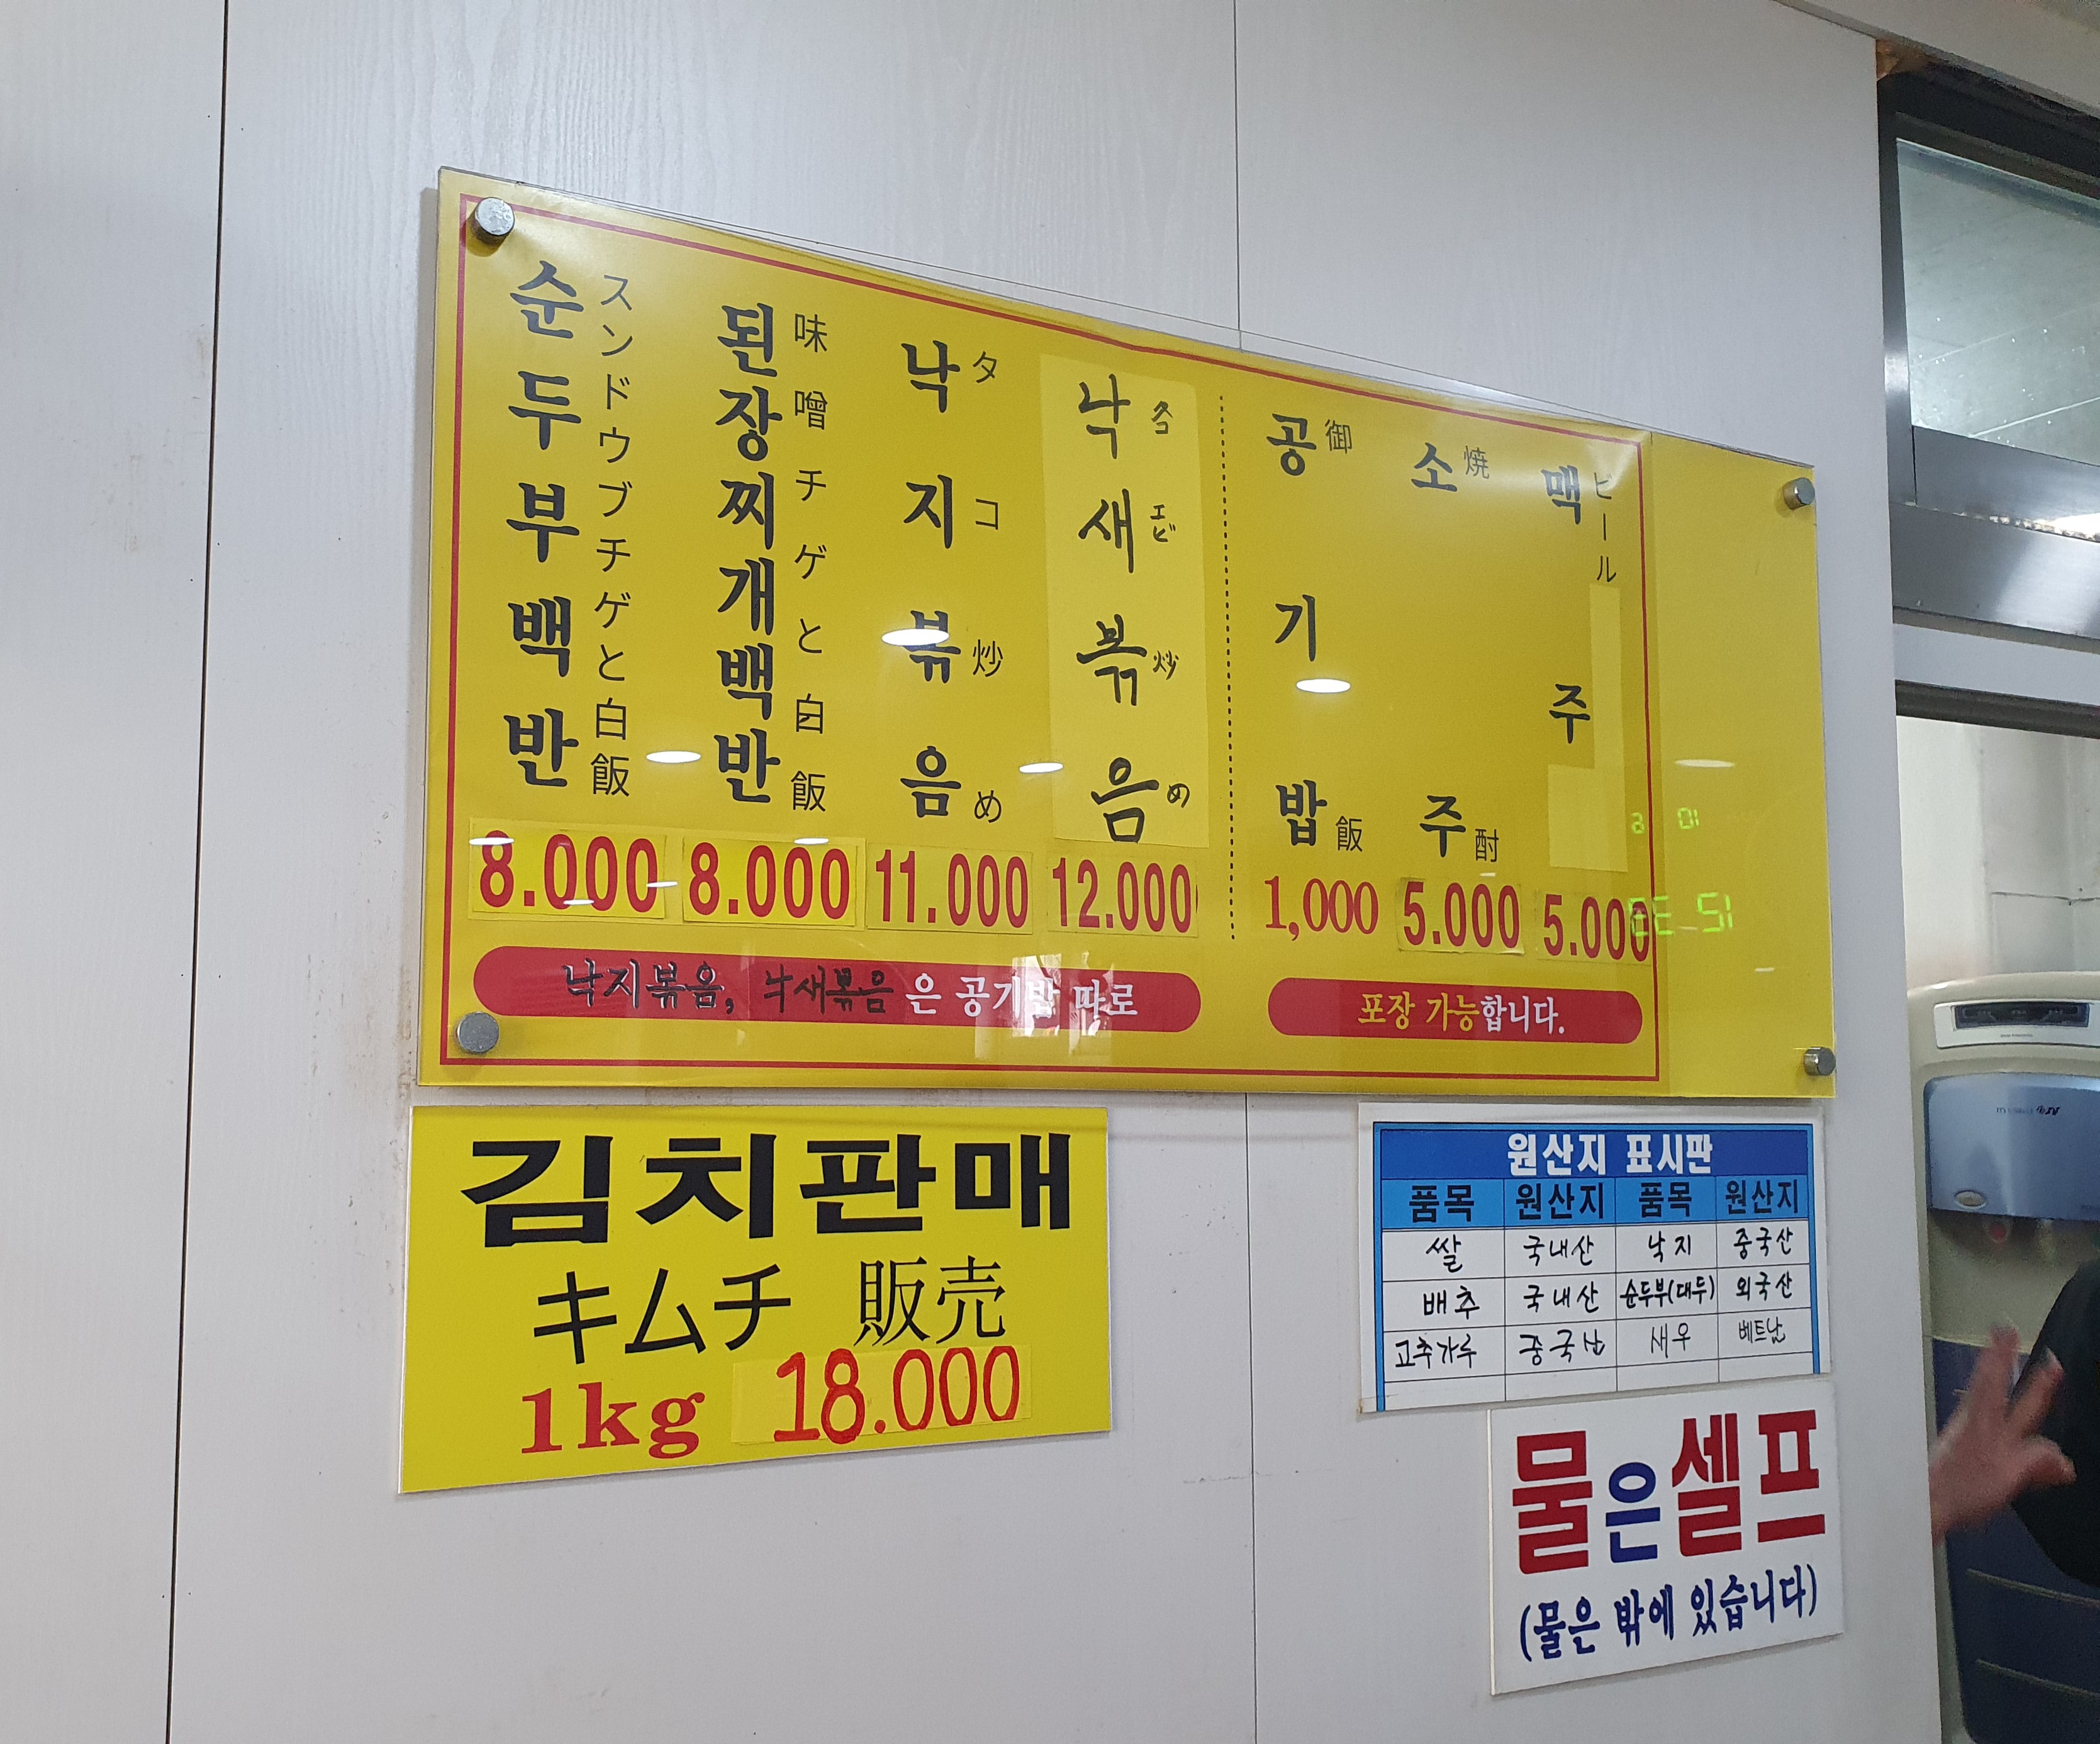 순두부백반
スンドウブチゲと白飯
8.000
된장찌개백반
味噌チゲと白飯
8.000
낙지볶음
タコ炒め
11.000
낙새볶음
タコエビ炒め
12.000
공기밥
御飯
1,000
소주
焼酎
5.000
맥주
ビール
5.000
낙지볶음, 낙새볶음은 공기밥 따로
포장 가능합니다.
김치판매
キムチ 販売
1kg 18.000
원산지 표시판
품목 원산지 품목 원산지
쌀 국내산 낙지 중국산
배추 국내산 순두부(대두) 외국산
고추가루 중국산 새우 베트남
물은셀프
(물은 밖에 있습니다)